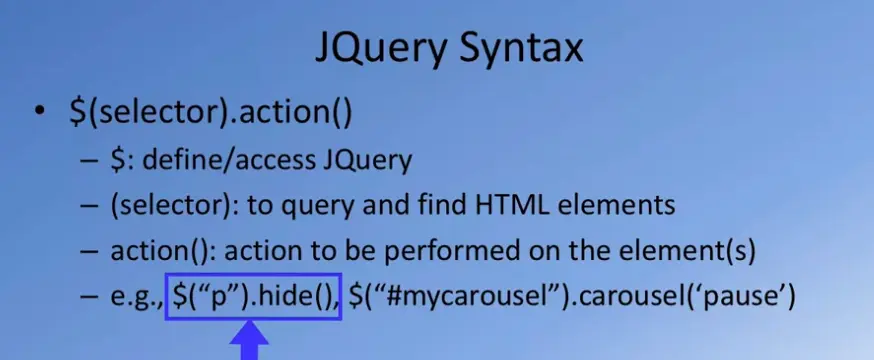 JQuery Syntax
• $(selector).action()
– $: define/access JQuery
– (selector): to query and find HTML elements
– action(): action to be performed on the element(s)
– e.g., $(“p”).hide(), $(“#mycarousel”).carousel(‘pause’)